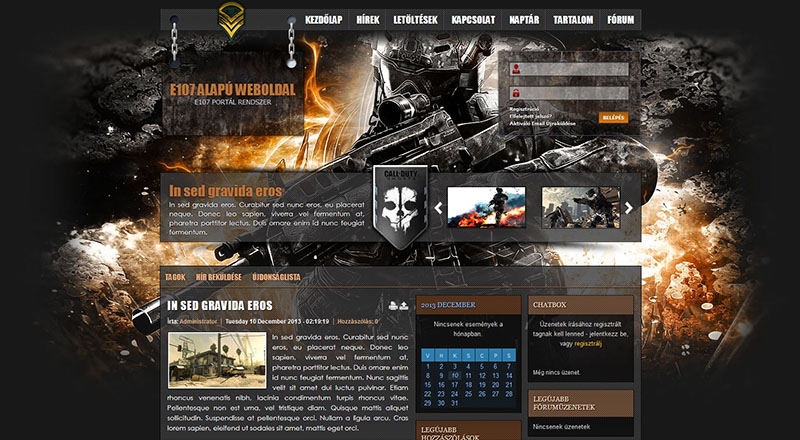 KEZDŐLAP HÍREK LETÖLTÉSEK KAPCSOLAT NAPTÁR TARTALOM FÓRUM
E107 ALAPÚ WEBOLDAL
E107 PORTÁL RENDSZER
Regisztráció
Elfelejtett jelszó?
Aktiváló Email Újraküldése
BELÉPÉS
In sed gravida eros
In sed gravida eros. Curabitur sed nunc eros, eu placerat
neque. Donec leo sapien, viverra vel fermentum at,
pharetra porttitor lectus. Duis ornare enim id nunc feugiat
fermentum.
CALL OF DUTY
TAGOK HÍR BEKÜLDÉSE ÚJDONSÁGLISTA
IN SED GRAVIDA EROS
Írta: Administrator | Tuesday 10 December 2013 - 02:19:19 | Hozzászólás: 0
In sed gravida eros. Curabitur sed nunc
eros, eu placerat neque. Donec leo
sapien, viverra vel fermentum at,
pharetra porttitor lectus. Duis ornare enim
id nunc feugiat fermentum. Nunc sagittis
velit sit amet dui luctus pulvinar. Etiam
rhoncus venenatis nibh, lacinia condimentum turpis rhoncus vitae.
Pellentesque non est urna, vel tristique diam. Quisque mattis aliquet
sollicitudin. Suspendisse at pellentesque orci. Nullam a ligula arcu. Cras
lorem sapien, eleifend ut sodales sit amet, mattis eget orci.
2013 DECEMBER
Nincsenek események a
hónapban.
V H K S C P S
1 2 3 4 5 6 7
8 9 10 11 12 13 14
15 16 17 18 19 20 21
22 23 24 25 26 27 28
29 30 31
LEGÚJABB
HOZZÁSZÓLÁSOK
CHATBOX
Üzenetek írásához regisztrált
tagnak kell lenned - jelentkezz be,
vagy regisztrálj
Még nincs üzenet.
LEGÚJABB
FÓRUMÜZENETEK
Nincsenek üzenetek